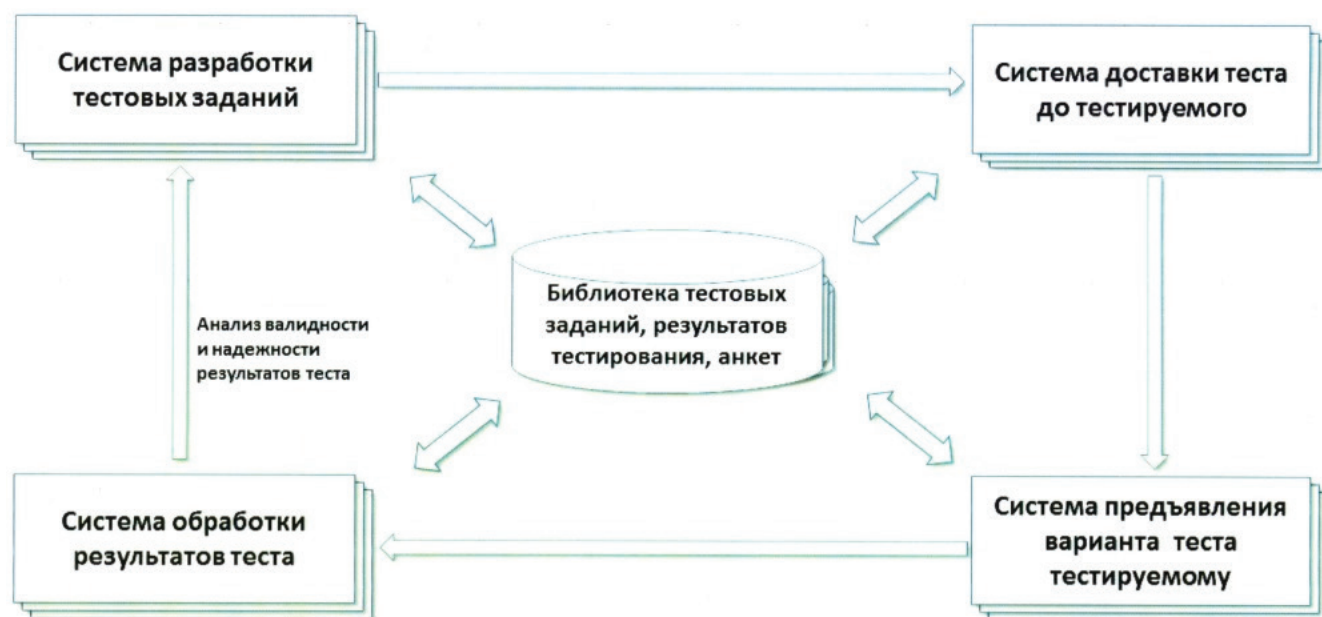 Система разработки
тестовых заданий
Система доставки теста
до тестируемого
Библиотека тестовых
заданий, результатов
тестирования, анкет
Анализ валидности
и надежности
результатов теста
Система обработки
результатов теста
Система предъявления
варианта теста
тестируемому